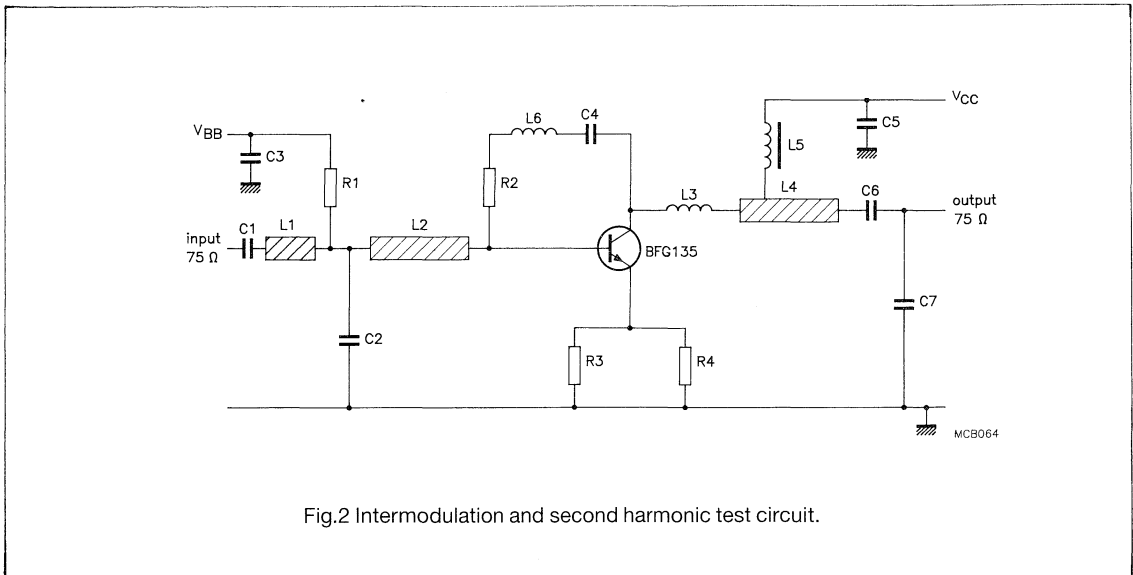 VCC
L6
C4
C5
VBB
C3
L5
R1
R2
L3
L4
C6
output
75 Ω
input
75 Ω
C1
L1
L2
BFG135
C7
C2
R3
R4
MCB064
Fig.2 Intermodulation and second harmonic test circuit.